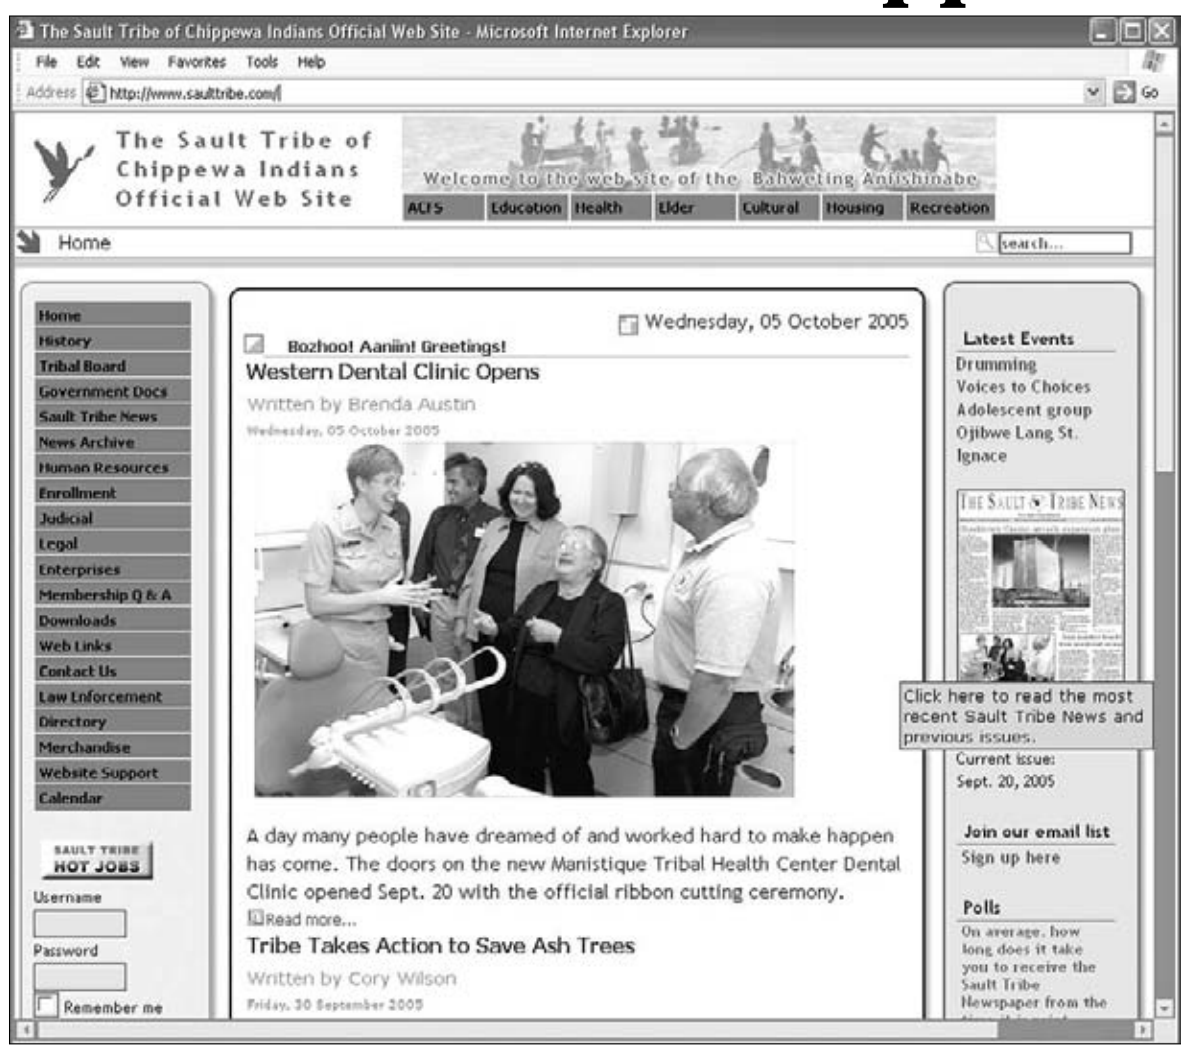 The Sault Tribe of Chippewa Indians Official Web Site - Microsoft Internet Explorer
File Edit View Favorites Tools Help
Address http://www.saulttribe.com/ Go
The Sault Tribe of
Chippewa Indians
Official Web Site
Welcome to the web site of the Bahweting Anishinabe
ACFS Education Health Elder Cultural Housing Recreation
Home
search...
Home
History
Tribal Board
Government Docs
Sault Tribe News
News Archive
Human Resources
Enrollment
Judicial
Legal
Enterprises
Membership Q & A
Downloads
Web Links
Contact Us
Law Enforcement
Directory
Merchandise
Website Support
Calendar
SAULT TRIBE
HOT JOBS
Username
Password
Remember me
Wednesday, 05 October 2005
Bozhoo! Aaniin! Greetings!
Western Dental Clinic Opens
Written by Brenda Austin
Wednesday, 05 October 2005
A day many people have dreamed of and worked hard to make happen
has come. The doors on the new Manistique Tribal Health Center Dental
Clinic opened Sept. 20 with the official ribbon cutting ceremony.
Read more...
Tribe Takes Action to Save Ash Trees
Written by Cory Wilson
Friday, 30 September 2005
Latest Events
Drumming
Voices to Choices
Adolescent group
Ojibwe Lang St.
Ignace
THE SAULT TRIBE NEWS
Click here to read the most
recent Sault Tribe News and
previous issues.
Current issue:
Sept. 20, 2005
Join our email list
Sign up here
Polls
On average, how
long does it take
you to receive the
Sault Tribe
Newspaper from the